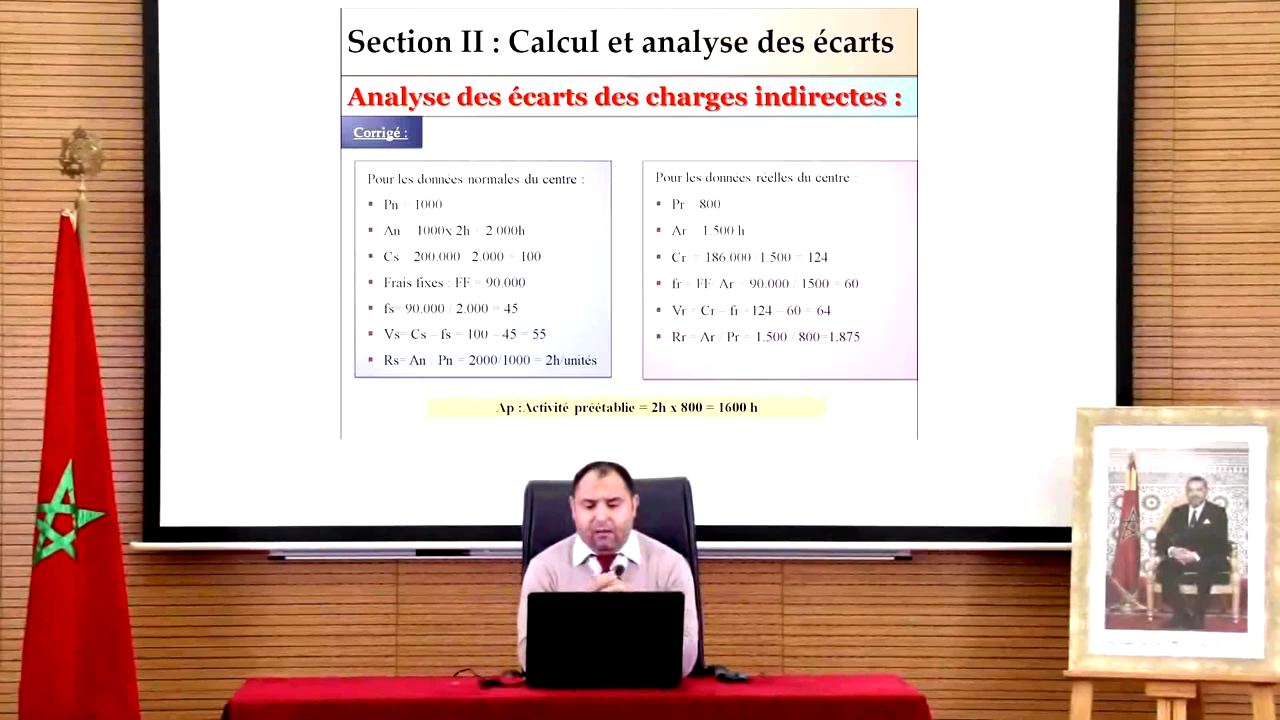 Section II : Calcul et analyse des écarts
Analyse des écarts des charges indirectes :
Corrigé :
Pour les données normales du centre :
Pn = 1000
An = 1000x 2h = 2.000h
Cs = 200.000 / 2.000 = 100
Frais fixes : FF = 90.000
fs= 90.000 / 2.000 = 45
Vs= Cs – fs = 100 – 45 = 55
Rs= An / Pn = 2000/1000 = 2h/unités
Pour les données réelles du centre :
Pr = 800
Ar = 1.500 h
Cr = 186.000 / 1.500 = 124
fr = FF / Ar = 90.000 / 1500 = 60
Vr = Cr – fr =124 – 60 = 64
Rr = Ar / Pr = 1.500 / 800=1.875
Ap :Activité préétablie = 2h x 800 = 1600 h